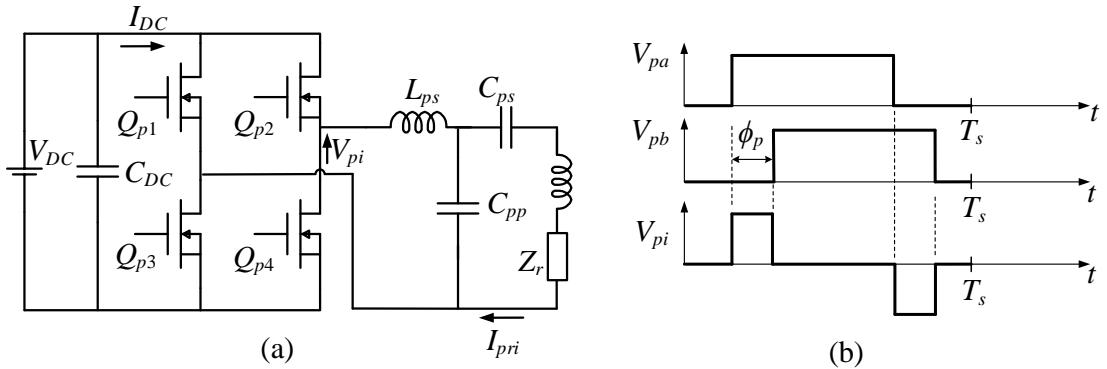 I_DC
Q_p1
Q_p2
L_ps
C_ps
V_DC
C_DC
V_pi
C_pp
Q_p3
Q_p4
Z_r
I_pri
(a)
V_pa
t
T_s
V_pb
ϕ_p
t
T_s
V_pi
t
T_s
(b)